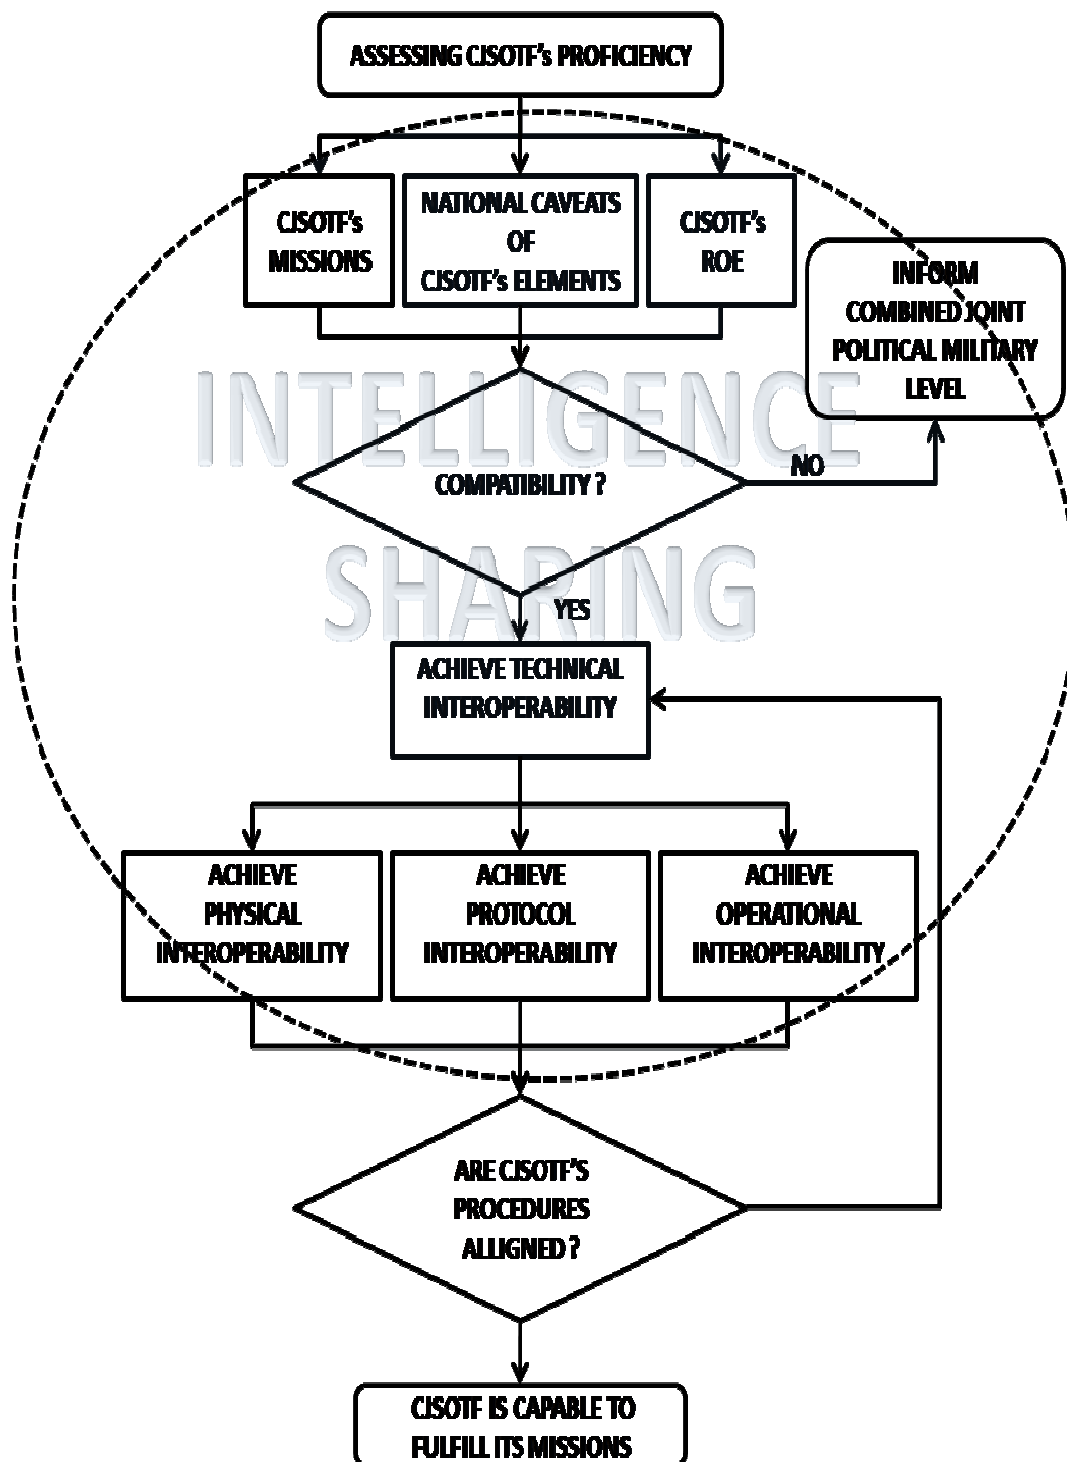 ASSESSING CJSOTF's PROFICIENCY
CJSOTF's
MISSIONS
NATIONAL CAVEATS
OF
CJSOTF's ELEMENTS
CJSOTF's
ROE
INFORM
COMBINED JOINT
POLITICAL MILITARY
LEVEL
INTELLIGENCE
COMPATIBILITY ?
NO
SHARING
YES
ACHIEVE TECHNICAL
INTEROPERABILITY
ACHIEVE
PHYSICAL
INTEROPERABILITY
ACHIEVE
PROTOCOL
INTEROPERABILITY
ACHIEVE
OPERATIONAL
INTEROPERABILITY
ARE CJSOTF'S
PROCEDURES
ALLIGNED ?
CJSOTF IS CAPABLE TO
FULFILL ITS MISSIONS